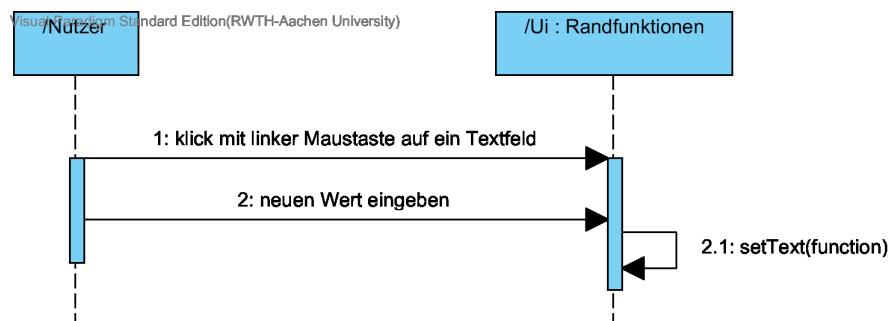 Visual Paradigm Standard Edition(RWTH-Aachen University)
/Nutzer
/Ui : Randfunktionen
1: klick mit linker Maustaste auf ein Textfeld
2: neuen Wert eingeben
2.1: setText(function)